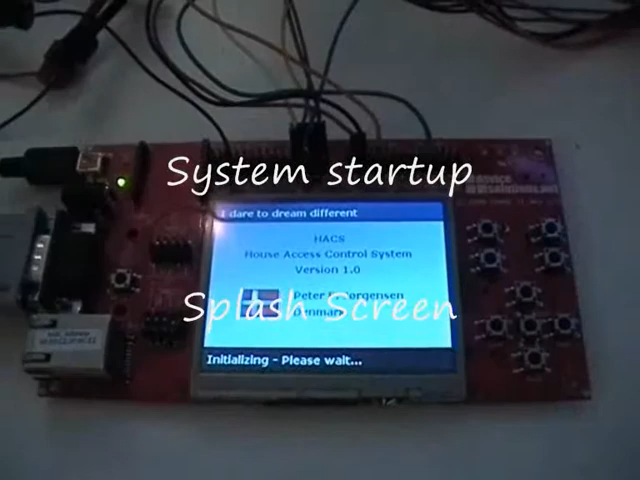 System startup
I dare to dream different
HACS
House Access Control System
Version 1.0
Splash Screen
Denmark
Initializing - Please wait...